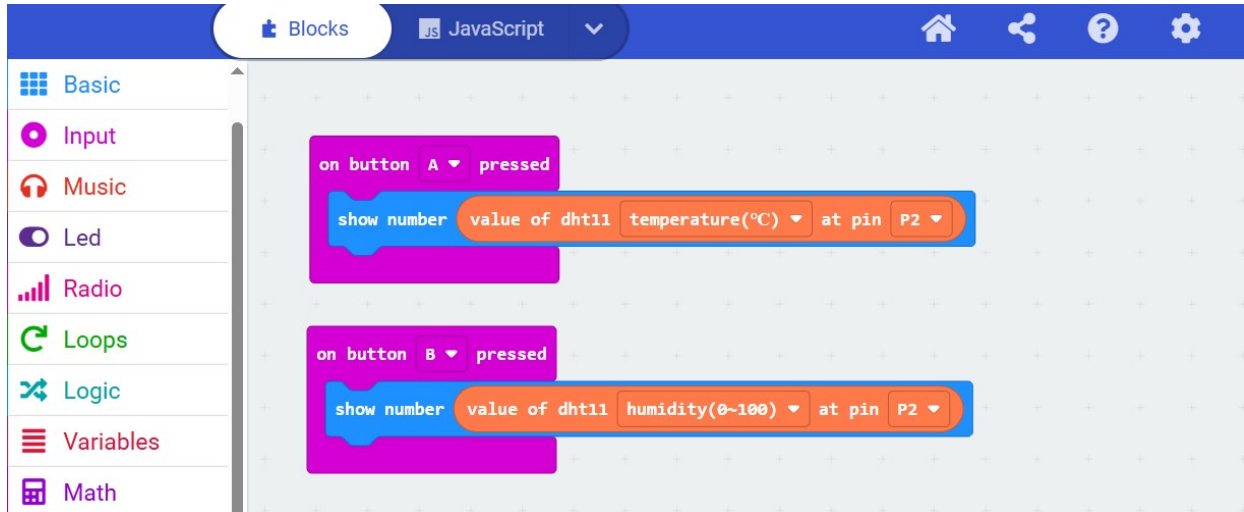 Blocks
JS JavaScript
Basic
Input
Music
Led
Radio
Loops
Logic
Variables
Math
on button A pressed
show number value of dht11 temperature(℃) at pin P2
on button B pressed
show number value of dht11 humidity(0~100) at pin P2